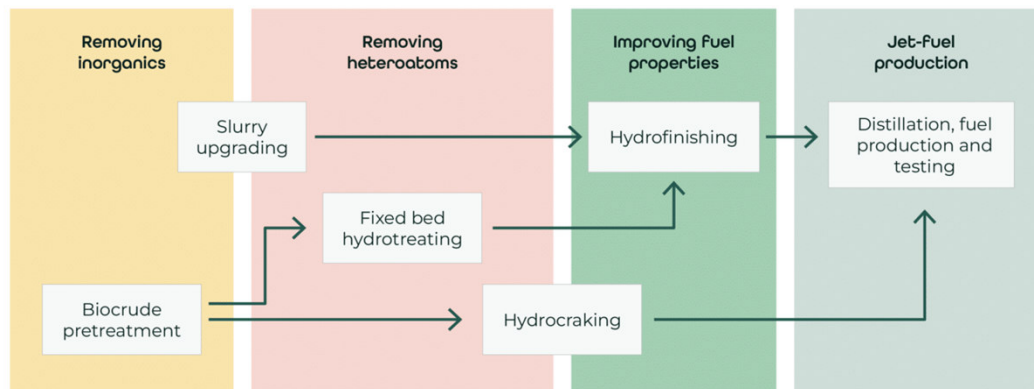 Removing
inorganics
Removing
heteroatoms
Improving fuel
properties
Jet-fuel
production
Slurry
upgrading
Hydrofinishing
Distillation, fuel
production and
testing
Fixed bed
hydrotreating
Biocrude
pretreatment
Hydrocraking